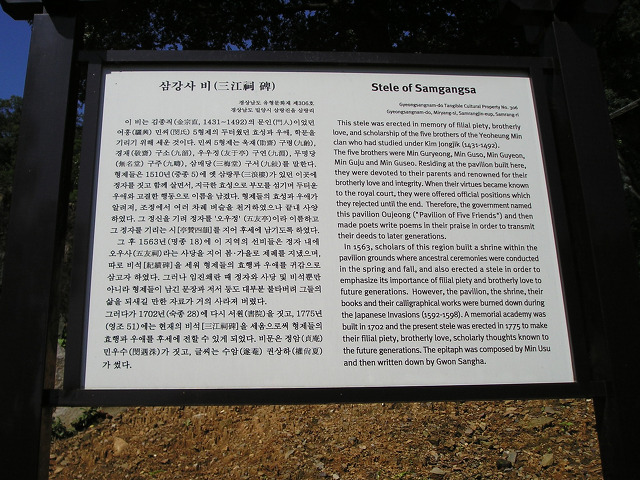 삼강사 비 (三江祠 碑)
경상남도 유형문화재 제306호
경상남도 밀양시 삼랑진읍 삼랑리
이 비는 김종직(金宗直, 1431~1492)의 문인(門人)이었던
여흥(驪興) 민씨(閔氏) 5형제의 두터웠던 효성과 우애, 학문을
기리기 위해 세운 것이다. 민씨 5형제는 욱재(勖齋) 구령(九齡),
경재(敬齋) 구소(九韶), 우우정(友于亭) 구연(九淵), 무명당
(無名堂) 구주(九疇), 삼매당(三梅堂) 구서(九敍)를 말한다.
형제들은 1510년(중종 5)에 옛 삼랑루(三浪樓)가 있던 이곳에
정자를 짓고 함께 살면서, 지극한 효성으로 부모를 섬기며 두터운
우애와 고결한 행동으로 이름을 남겼다. 형제들의 효성과 우애가
알려져, 조정에서 여러 차례 벼슬을 권하였으나 끝내 사양
하였다. 그 정신을 기려 정자를 '오우정'(五友亭)이라 이름하고
그 정자를 기리는 시[亭贊四韻]를 지어 후세에 남기도록 하였다.
그 후 1563년(명종 18)에 이 지역의 선비들은 정자 내에
오우사(五友祠)라는 사당을 지어 봄·가을로 제례를 지냈으며,
따로 비석[紀績碑]을 세워 형제들의 효행과 우애를 귀감으로
삼고자 하였다. 그러나 임진왜란 때 정자와 사당 및 비석뿐만
아니라 형제들이 남긴 문장과 저서 등도 대부분 불타버려 그들의
삶을 되새길 만한 자료가 거의 사라져 버렸다.
그러다가 1702년(숙종 28)에 다시 서원(書院)을 짓고, 1775년
(영조 51)에는 현재의 비석[三江祠碑]을 세움으로써 형제들의
효행과 우애를 후세에 전할 수 있게 되었다. 비문은 정암(貞庵)
민우수(閔遇洙)가 짓고, 글씨는 수암(遂菴) 권상하(權尙夏)
가 썼다.
Stele of Samgangsa
Gyeongsangnam-do Tangible Cultural Property No. 306
Gyeongsangnam-do, Miryang-si, Samrangjin-eup, Samrang-ri
This stele was erected in memory of filial piety, brotherly
love, and scholarship of the five brothers of the Yeoheung Min
clan who had studied under Kim Jongjik (1431-1492).
The five brothers were Min Guryeong, Min Guso, Min Guyeon,
Min Guju and Min Guseo. Residing at the pavilion built here,
they were devoted to their parents and renowned for their
brotherly love and integrity. When their virtues became known
to the royal court, they were offered official positions which
they rejected until the end. Therefore, the government named
this pavilion Oujeong ("Pavilion of Five Friends") and then
made poets write poems in their praise in order to transmit
their deeds to later generations.
In 1563, scholars of this region built a shrine within the
pavilion grounds where ancestral ceremonies were conducted
in the spring and fall, and also erected a stele in order to
emphasize its importance of filial piety and brotherly love to
future generations. However, the pavilion, the shrine, their
books and their calligraphical works were burned down during
the Japanese Invasions (1592-1598). A memorial academy was
built in 1702 and the present stele was erected in 1775 to make
their filial piety, brotherly love, scholarly thoughts known to
the future generations. The epitaph was composed by Min Usu
and then written down by Gwon Sangha.